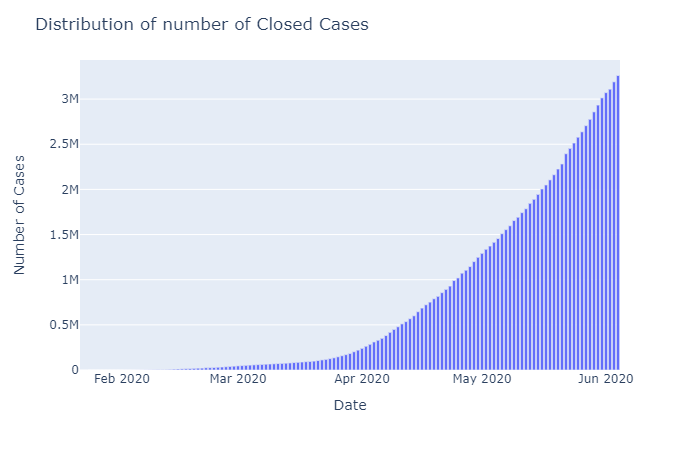 Distribution of number of Closed Cases
Number of Cases
3M
2.5M
2M
1.5M
1M
0.5M
0
Feb 2020
Mar 2020
Apr 2020
May 2020
Jun 2020
Date